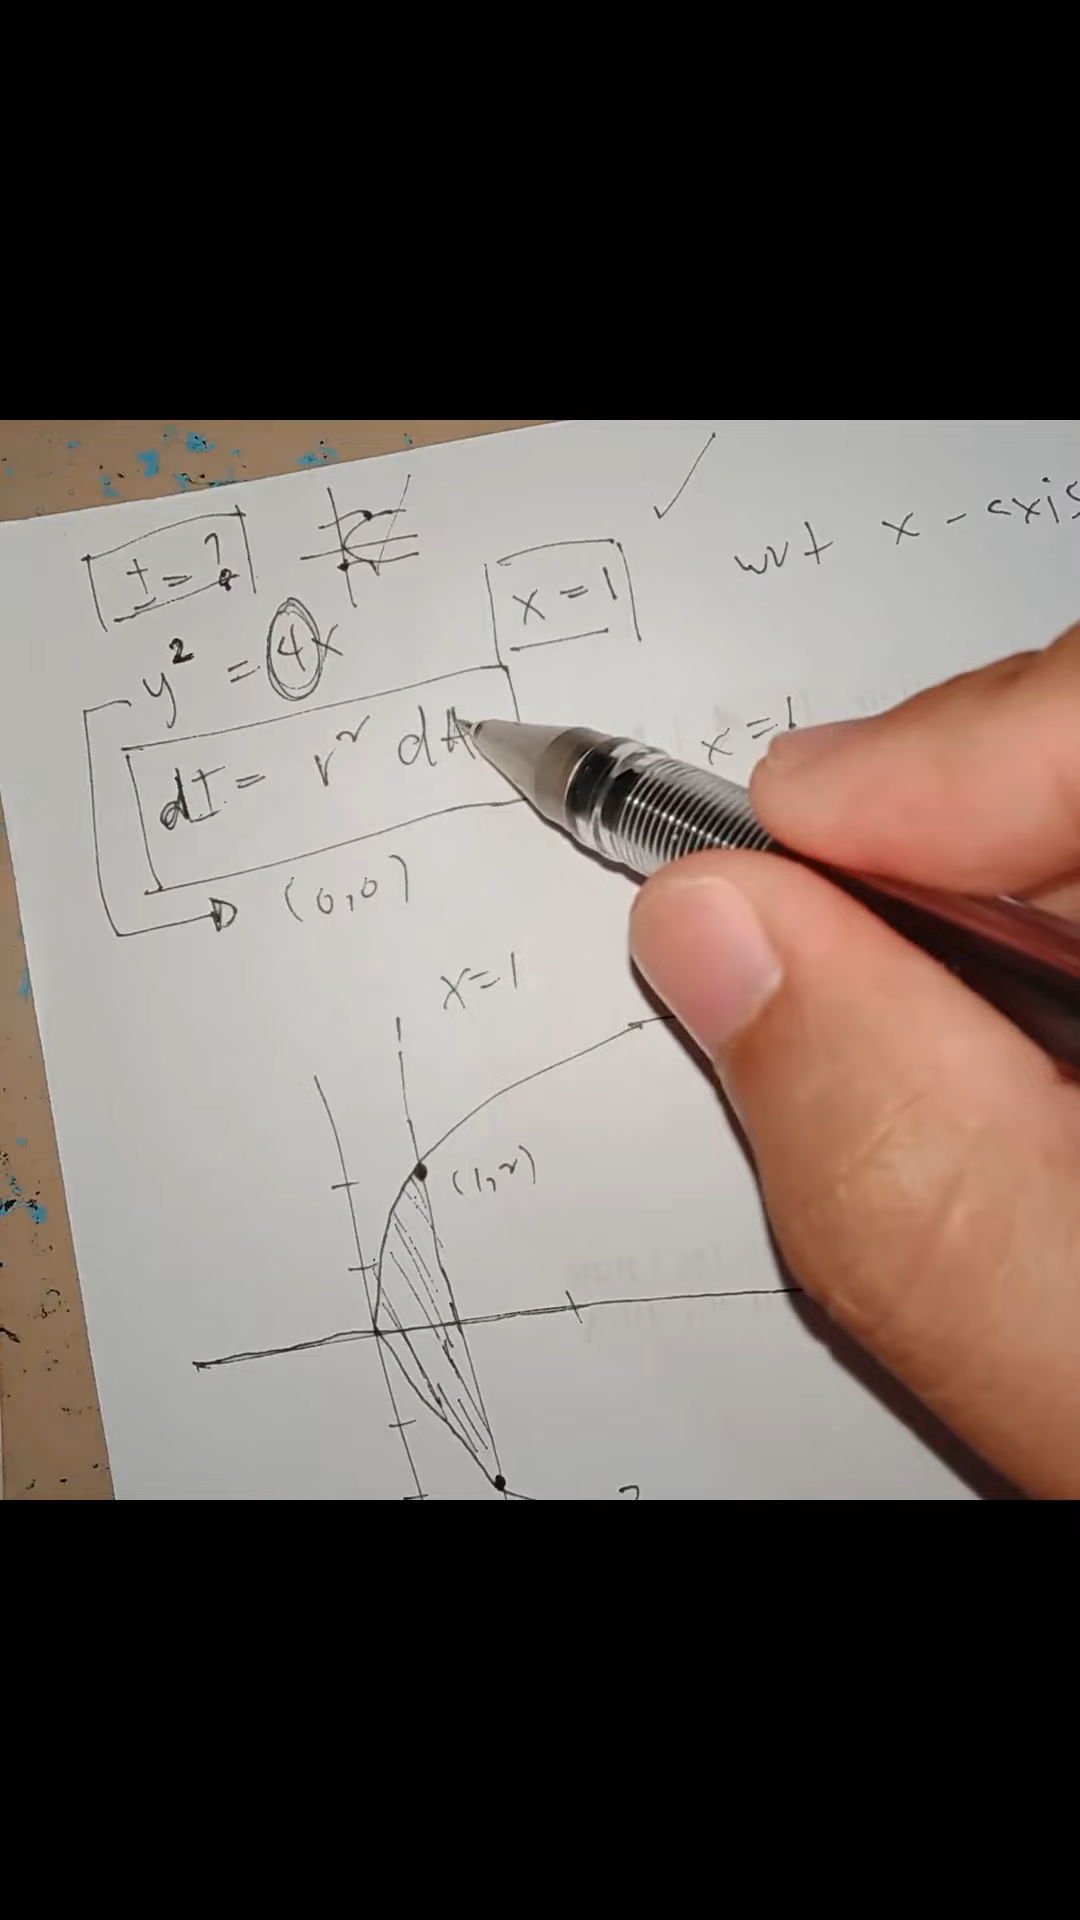 I = ?
wrt x - axis
x = 1
y² = 4x
x = 1
dI = r² dA
(0,0)
x = 1
(1,2)